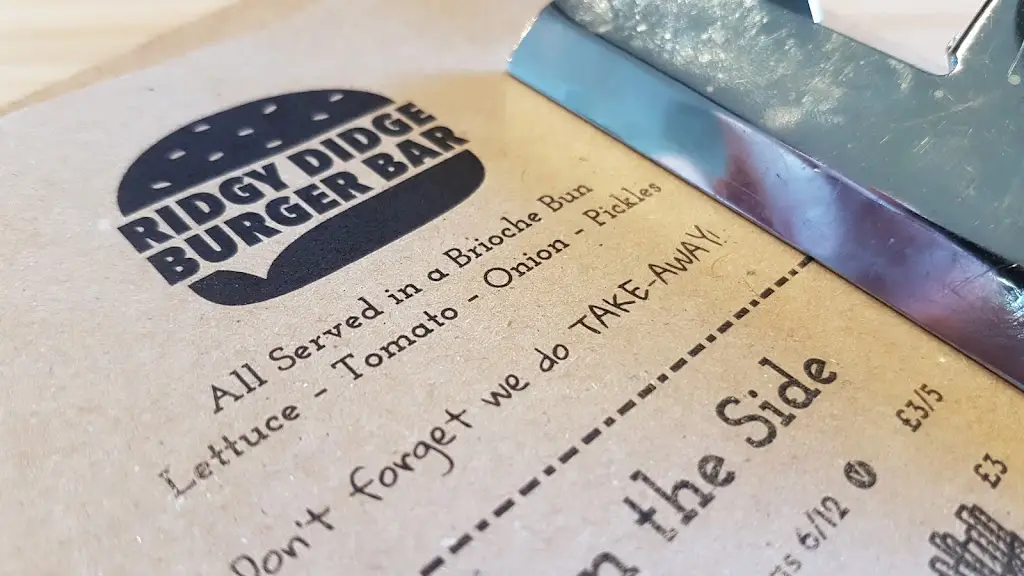 RIDGY DIDGE
BURGER BAR
All Served in a Brioche Bun
Lettuce - Tomato - Onion - Pickles
Don't forget we do TAKE-AWAY!
the Side
6/12 V £3/5
£3